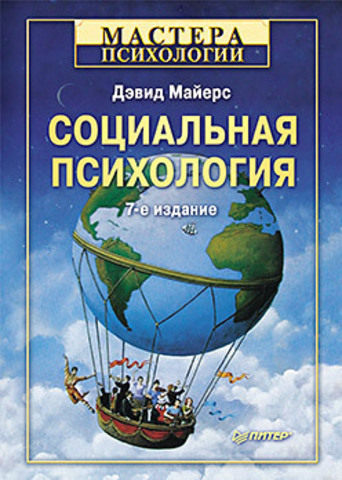 МАСТЕРА
ПСИХОЛОГИИ
Дэвид Майерс
СОЦИАЛЬНАЯ
ПСИХОЛОГИЯ
7-е издание
ПИТЕР